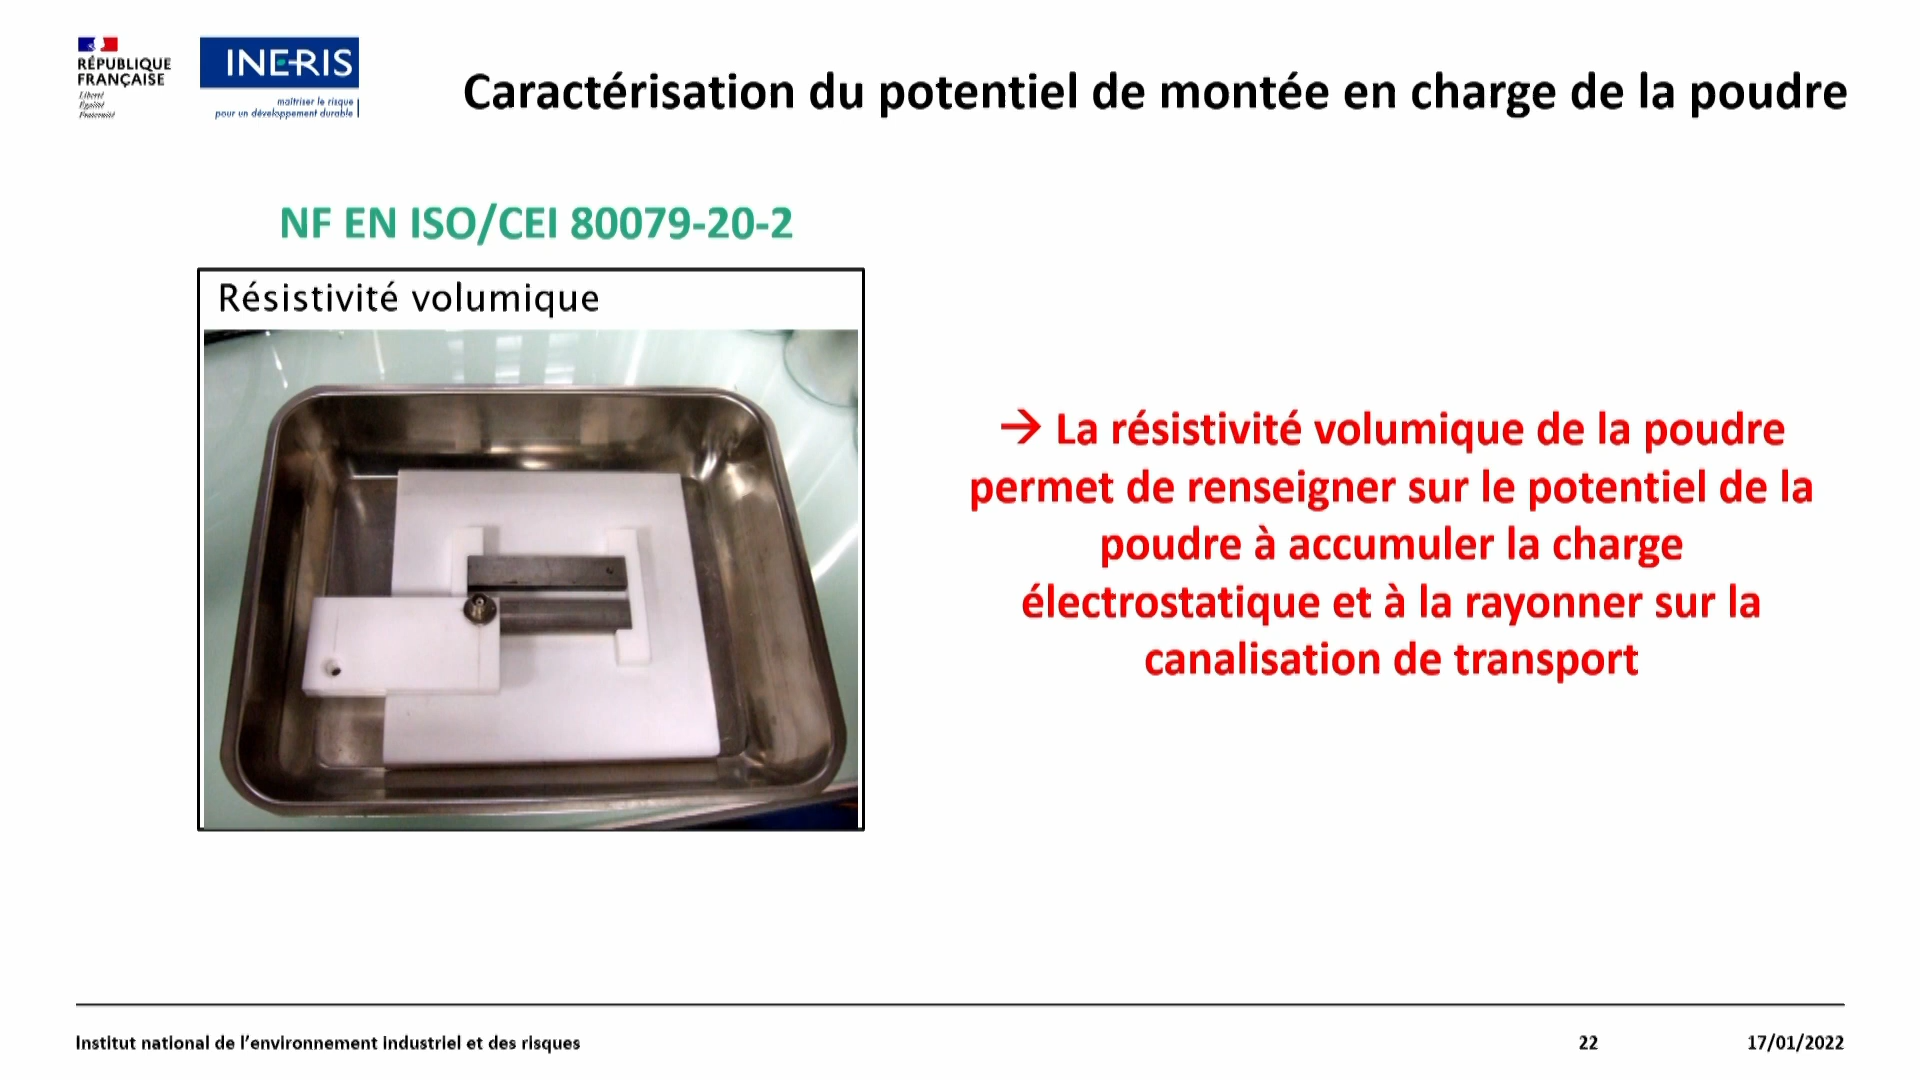 RÉPUBLIQUE
FRANÇAISE
Liberté
Égalité
Fraternité
INERIS
maîtriser le risque
pour un développement durable
Caractérisation du potentiel de montée en charge de la poudre
NF EN ISO/CEI 80079-20-2
Résistivité volumique
→ La résistivité volumique de la poudre
permet de renseigner sur le potentiel de la
poudre à accumuler la charge
électrostatique et à la rayonner sur la
canalisation de transport
Institut national de l’environnement industriel et des risques
22
17/01/2022